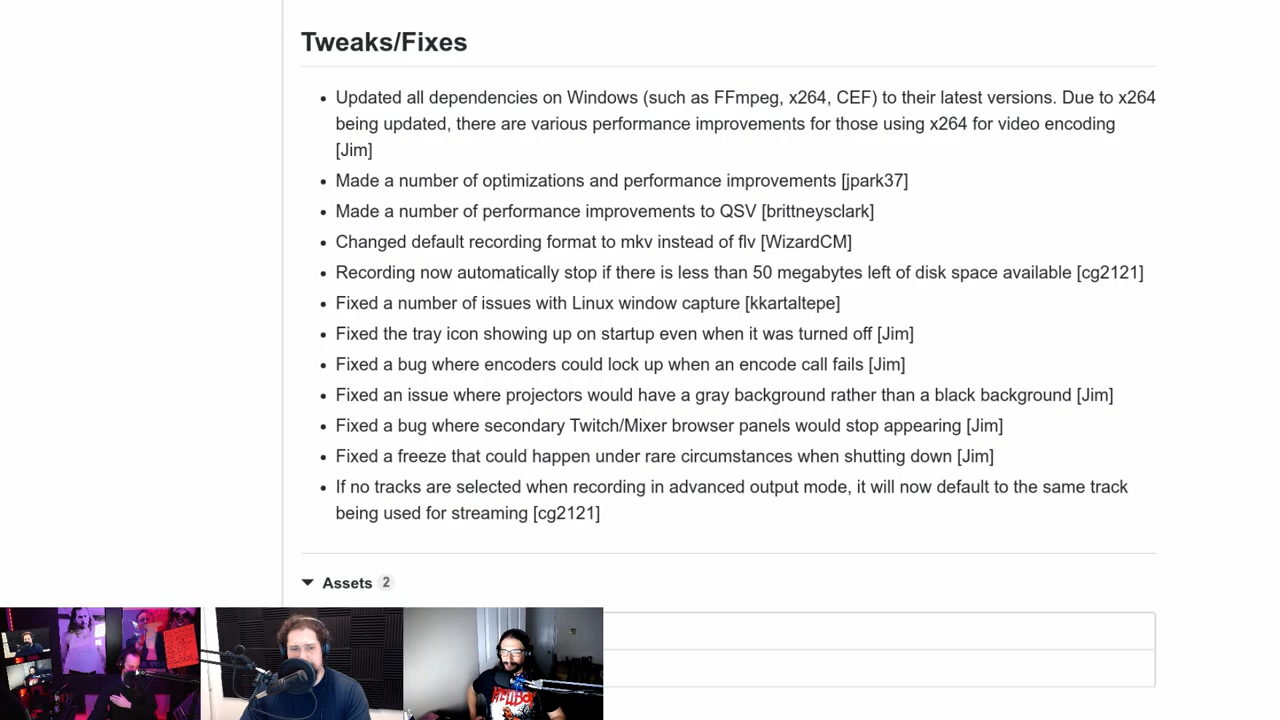 Tweaks/Fixes
Updated all dependencies on Windows (such as FFmpeg, x264, CEF) to their latest versions. Due to x264
being updated, there are various performance improvements for those using x264 for video encoding
[Jim]
Made a number of optimizations and performance improvements [jpark37]
Made a number of performance improvements to QSV [brittneysclark]
Changed default recording format to mkv instead of flv [WizardCM]
Recording now automatically stop if there is less than 50 megabytes left of disk space available [cg2121]
Fixed a number of issues with Linux window capture [kkartaltepe]
Fixed the tray icon showing up on startup even when it was turned off [Jim]
Fixed a bug where encoders could lock up when an encode call fails [Jim]
Fixed an issue where projectors would have a gray background rather than a black background [Jim]
Fixed a bug where secondary Twitch/Mixer browser panels would stop appearing [Jim]
Fixed a freeze that could happen under rare circumstances when shutting down [Jim]
If no tracks are selected when recording in advanced output mode, it will now default to the same track
being used for streaming [cg2121]
Assets 2
HELLBOY